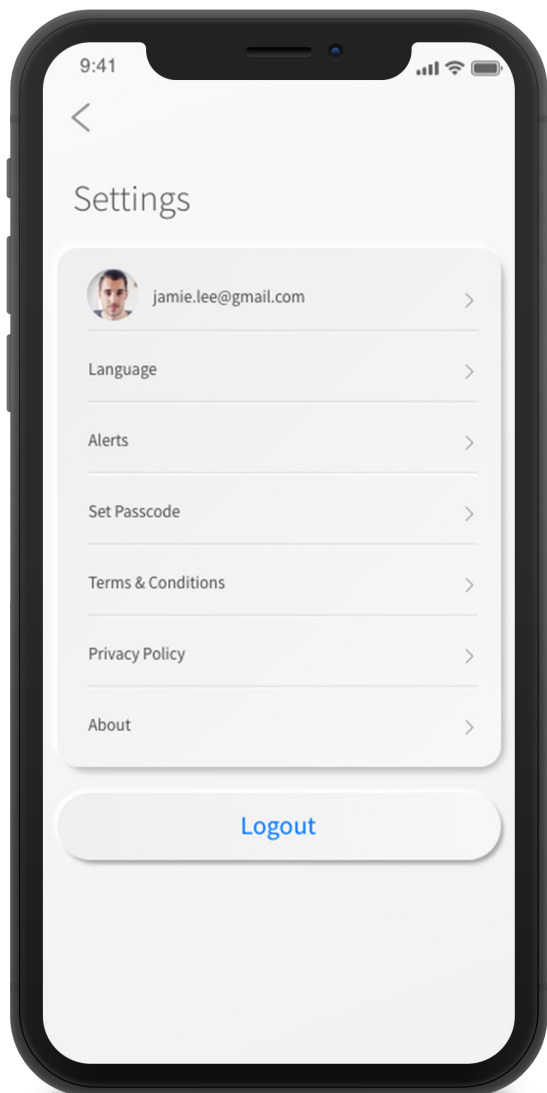 9:41
Settings
jamie.lee@gmail.com
Language
Alerts
Set Passcode
Terms & Conditions
Privacy Policy
About
Logout